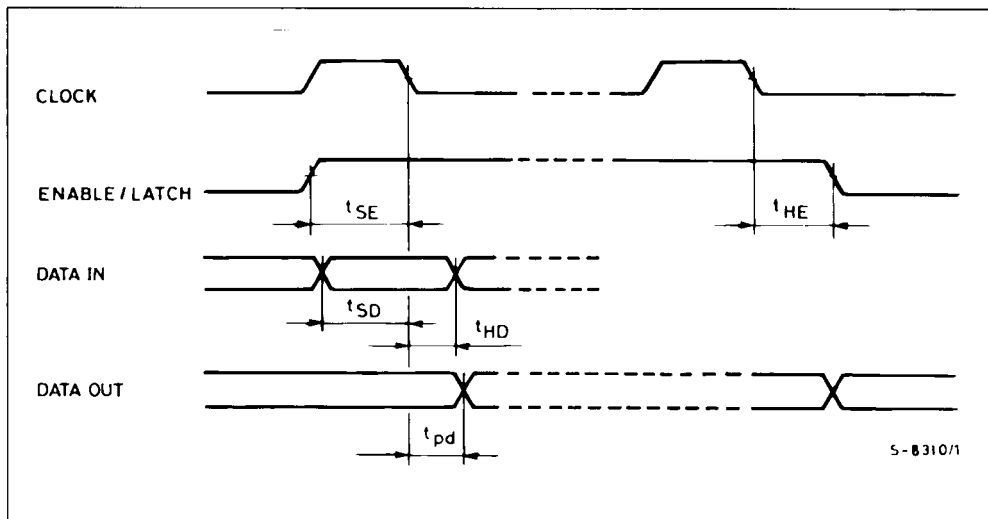 CLOCK
ENABLE / LATCH
tSE
tHE
DATA IN
tSD
tHD
DATA OUT
tpd
S-8310/1